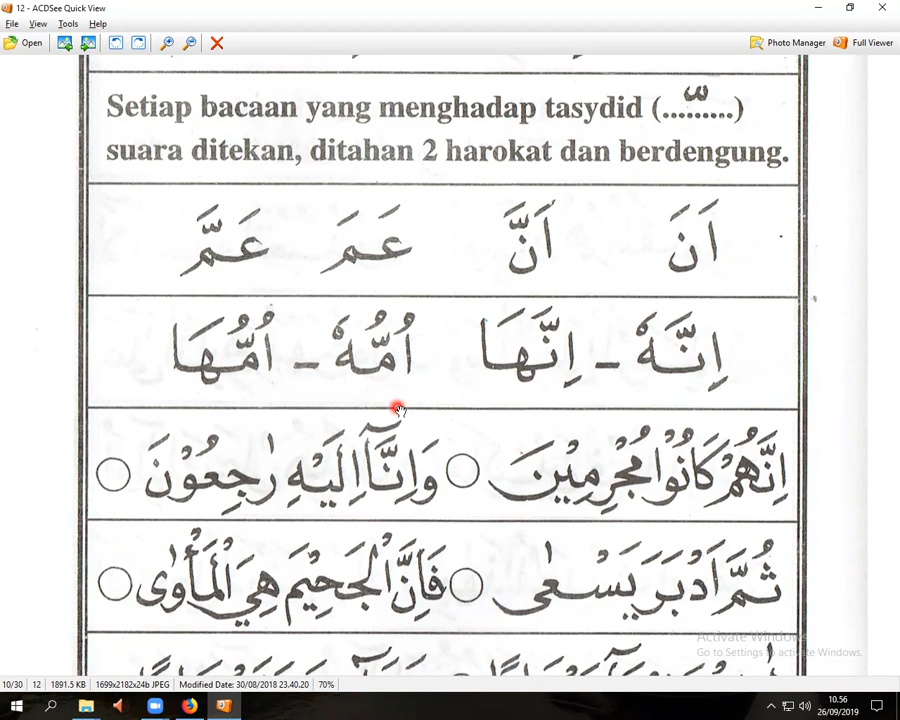 12 - ACDSee Quick View
File View Tools Help
Open Photo Manager Full Viewer
Setiap bacaan yang menghadap tasydid (...ّ...)
suara ditekan, ditahan 2 harokat dan berdengung.
اَنَ اَنَّ عَمَ عَمَّ
اِنَّهٗ - اِنَّهَا اُمُّهٗ - اُمُّهَا
اِنَّهُمْ كَانُوْا مُجْرِمِيْنَ ○ وَاِنَّآ اِلَيْهِ رٰجِعُوْنَ ○
ثُمَّ اَدْبَرَ يَسْعٰى ○ فَاِنَّ الْجَحِيْمَ هِيَ الْمَأْوٰى ○
Activate Windows
Go to Settings to activate Windows.
10/30 12 1891.5 KB 1699x2182x24b JPEG Modified Date: 30/08/2018 23.40.20 70%
10.56
26/09/2019